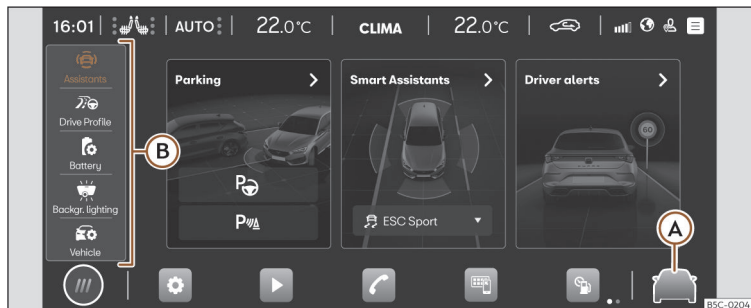 16:01 AUTO 22.0°C CLIMA 22.0°C
Assistants
Drive Profile
Battery
Backgr. lighting
Vehicle
B
Parking
P
P
Smart Assistants
ESC Sport
Driver alerts
60
A
B5C-0204